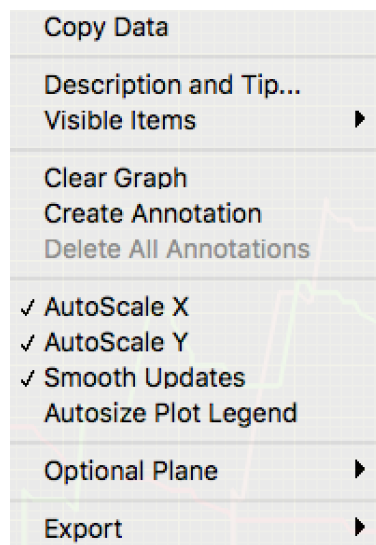 Copy Data
Description and Tip...
Visible Items
Clear Graph
Create Annotation
Delete All Annotations
✓ AutoScale X
✓ AutoScale Y
✓ Smooth Updates
Autosize Plot Legend
Optional Plane
Export